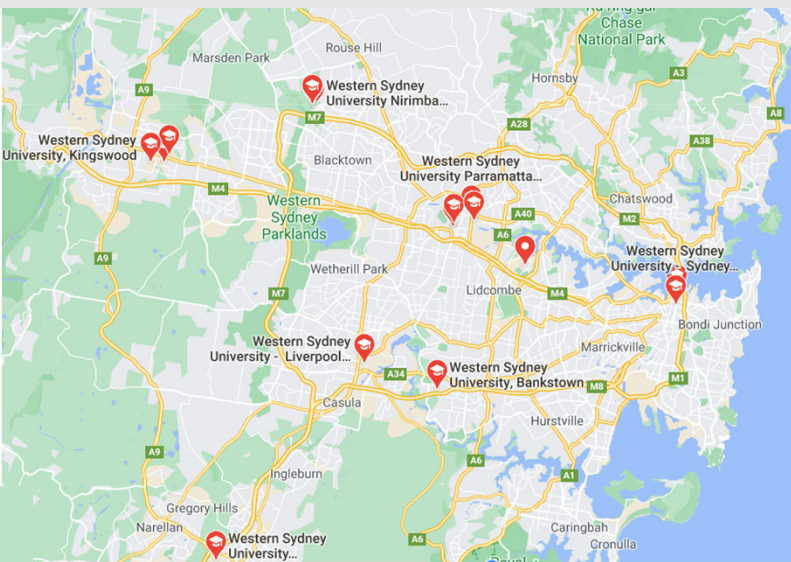 Ku-ring-gai
Chase
National Park
Rouse Hill
Marsden Park
Hornsby
A3
A9
Western Sydney
University Nirimba...
M7
A8
A28
Western Sydney
University, Kingswood
A38
Blacktown
Western Sydney
University Parramatta...
M4
Chatswood
Western
Sydney
Parklands
A40
M2
A6
Western Sydney
University - Sydney...
A9
Wetherill Park
Lidcombe
M7
M4
Bondi Junction
Western Sydney
University - Liverpool...
Marrickville
A34
Western Sydney
University, Bankstown
M8
M1
Casula
Hurstville
A9
A6
Ingleburn
A1
Gregory Hills
Narellan
Caringbah
Western Sydney
University...
A6
Cronulla
Royal